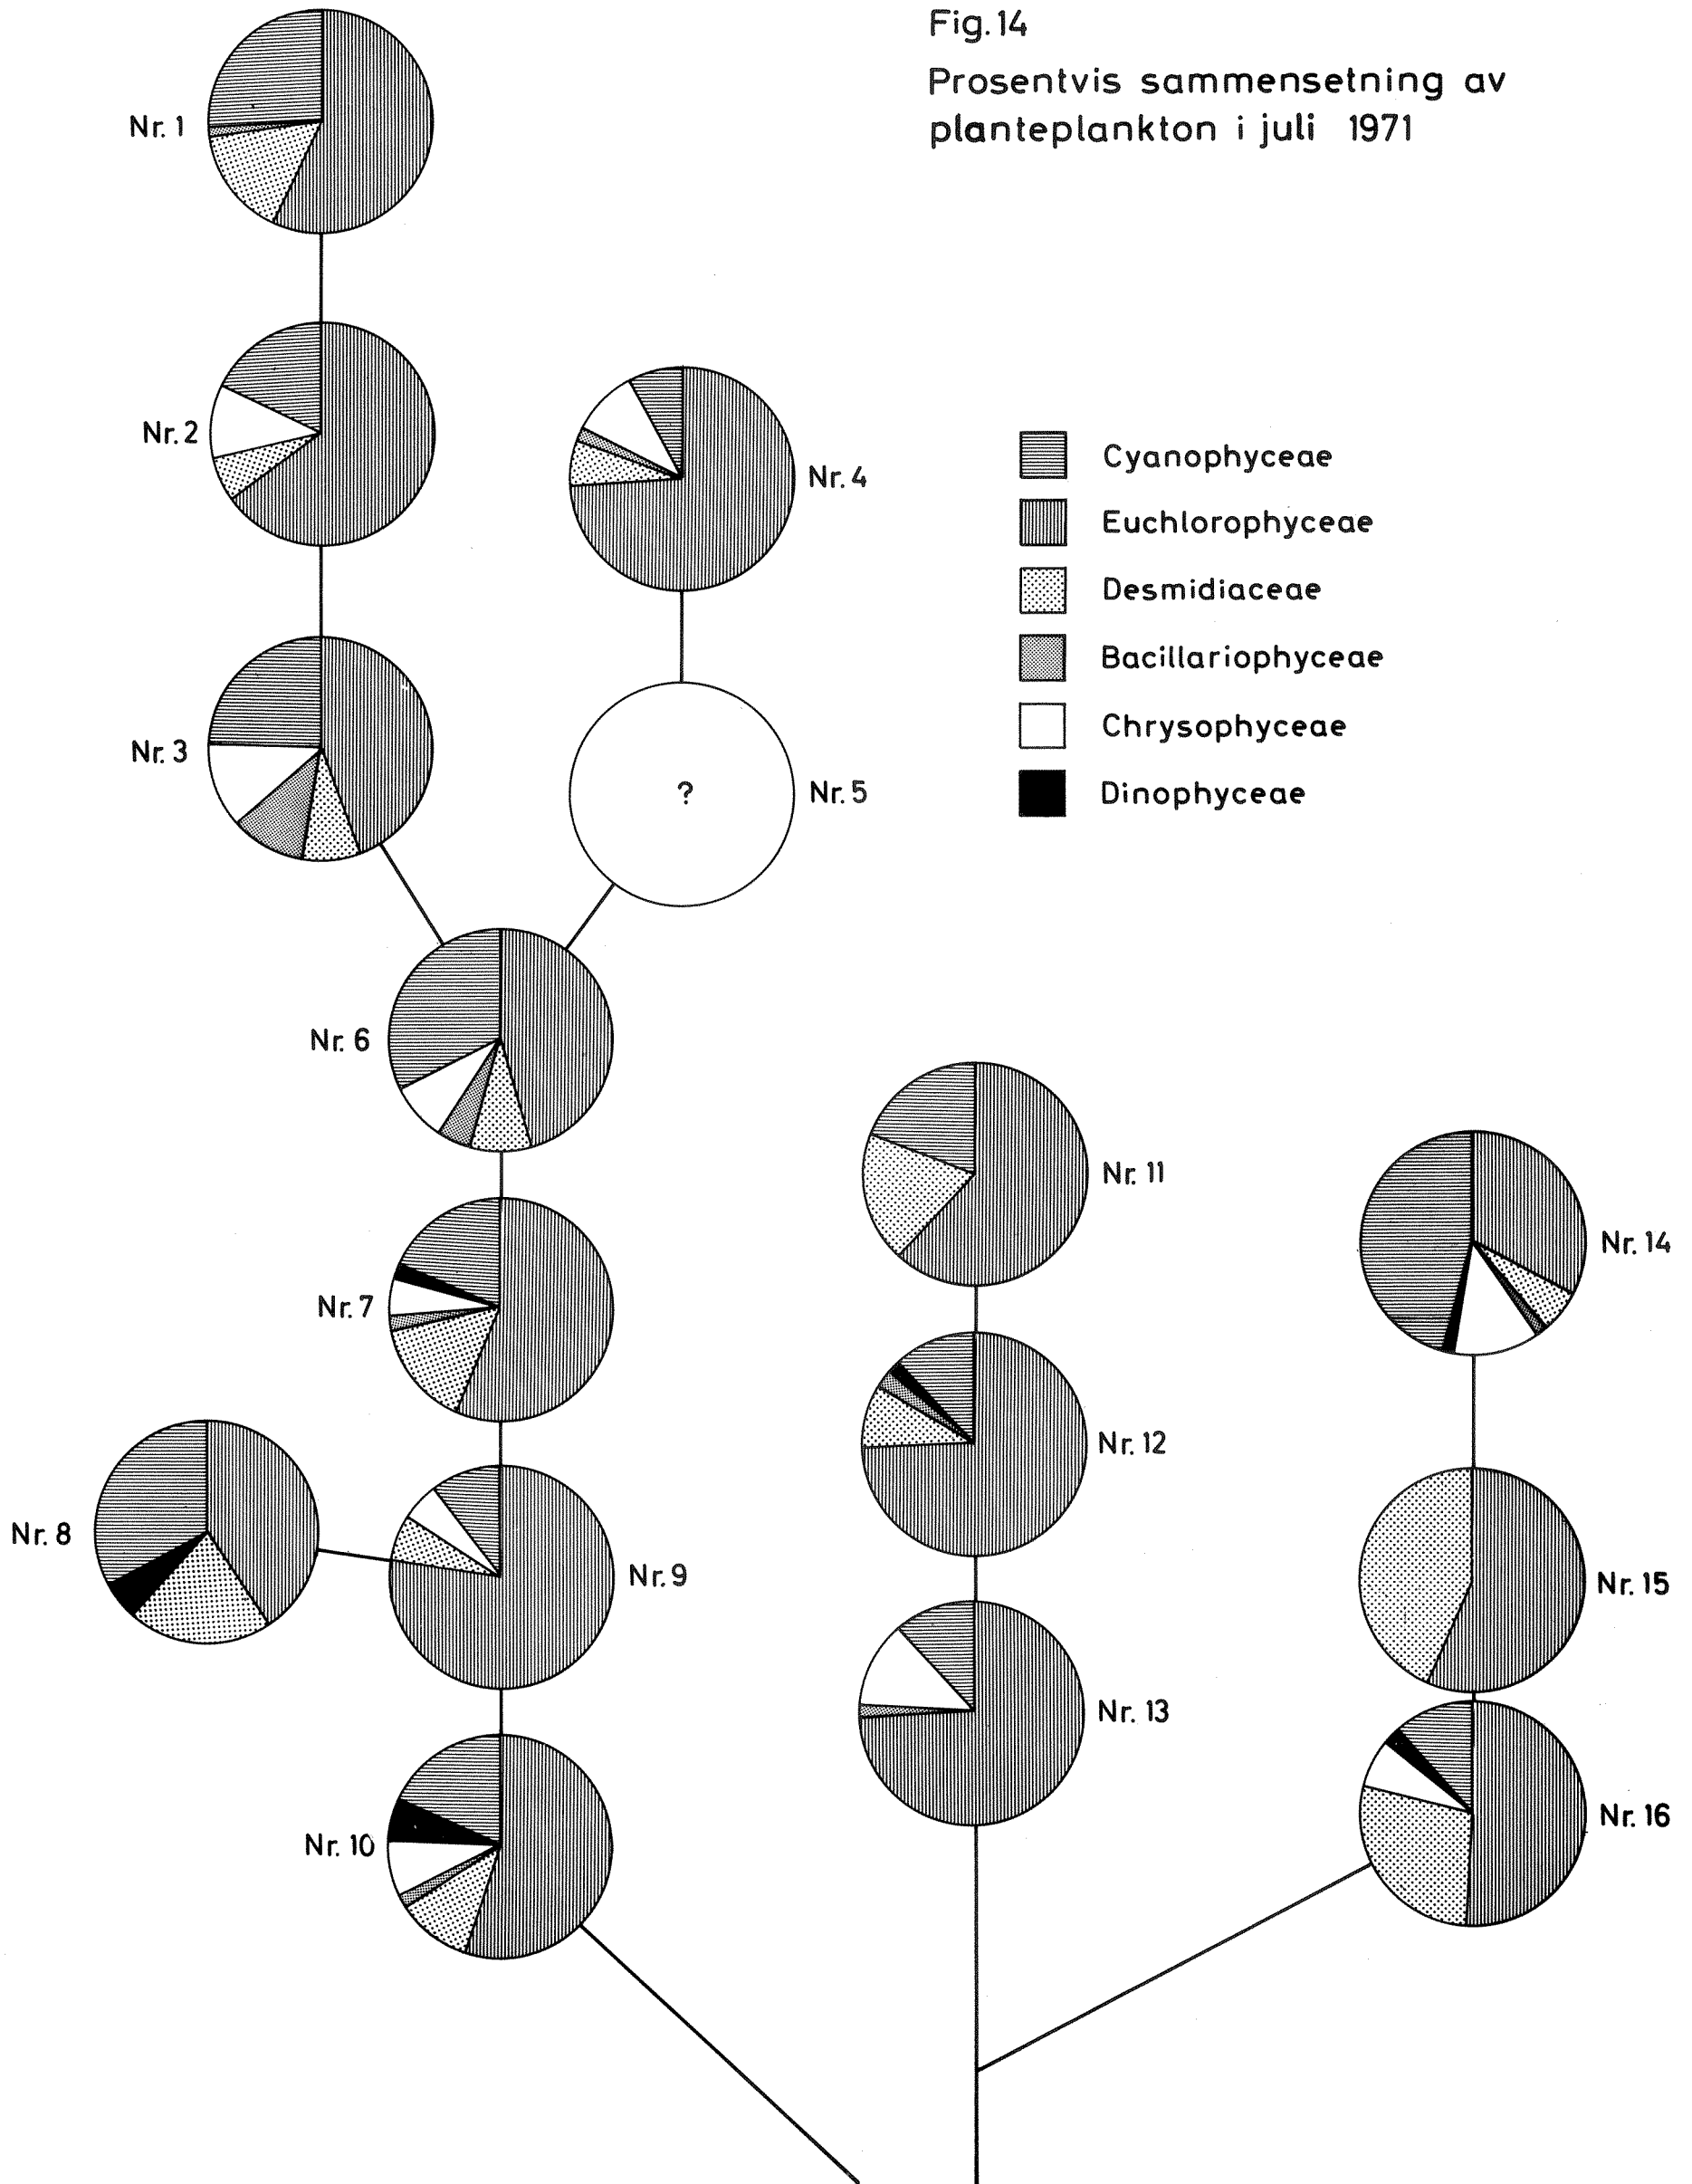 Fig. 14
Prosentvis sammensetning av
planteplankton i juli 1971
Nr. 1
Nr. 2
Nr. 4
Cyanophyceae
Euchlorophyceae
Desmidiaceae
Bacillariophyceae
Chrysophyceae
Dinophyceae
Nr. 3
?
Nr. 5
Nr. 6
Nr. 11
Nr. 14
Nr. 7
Nr. 12
Nr. 8
Nr. 9
Nr. 15
Nr. 13
Nr. 10
Nr. 16